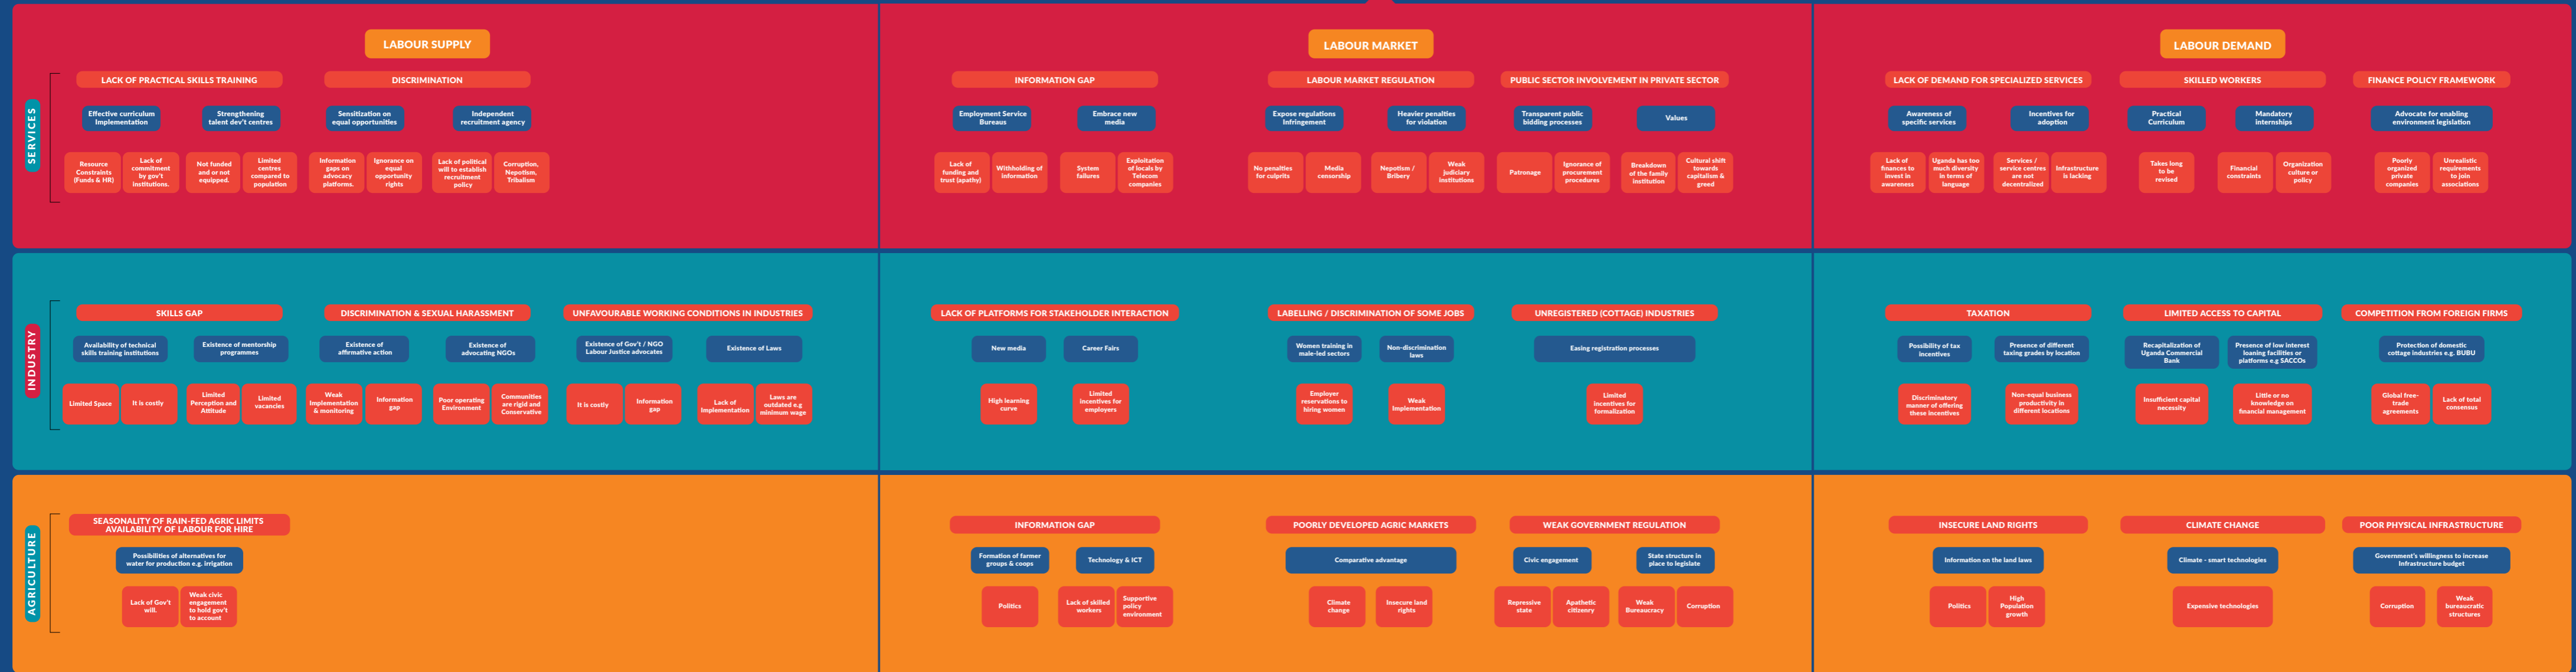 LABOUR SUPPLY
LABOUR MARKET
LABOUR DEMAND
SERVICES
LACK OF PRACTICAL SKILLS TRAINING
DISCRIMINATION
INFORMATION GAP
LABOUR MARKET REGULATION
PUBLIC SECTOR INVOLVEMENT IN PRIVATE SECTOR
LACK OF DEMAND FOR SPECIALIZED SERVICES
SKILLED WORKERS
FINANCE POLICY FRAMEWORK
Effective curriculum
Implementation
Strengthening
talent dev't centres
Sensitization on
equal opportunities
Independent
recruitment agency
Employment Service
Bureaus
Embrace new
media
Expose regulations
Infringement
Heavier penalties
for violation
Transparent public
bidding processes
Values
Awareness of
specific services
Incentives for
adoption
Practical
Curriculum
Mandatory
internships
Advocate for enabling
environment legislation
Resource
Constraints
(Funds & HR)
Lack of
commitment
by gov't
institutions.
Not funded
and or not
equipped.
Limited
centres
compared to
population
Information
gaps on
advocacy
platforms.
Ignorance on
equal
opportunity
rights
Lack of political
will to establish
recruitment
policy
Corruption,
Nepotism,
Tribalism
Lack of
funding and
trust (apathy)
Withholding of
information
System
failures
Exploitation
of locals by
Telecom
companies
No penalties
for culprits
Media
censorship
Nepotism /
Bribery
Weak
judiciary
institutions
Patronage
Ignorance of
procurement
procedures
Breakdown
of the family
institution
Cultural shift
towards
capitalism &
greed
Lack of
finances to
invest in
awareness
Uganda has too
much diversity
in terms of
language
Services /
service centres
are not
decentralized
Infrastructure
is lacking
Takes long
to be
revised
Financial
constraints
Organization
culture or
policy
Poorly
organized
private
companies
Unrealistic
requirements
to join
associations
INDUSTRY
SKILLS GAP
DISCRIMINATION & SEXUAL HARASSMENT
UNFAVOURABLE WORKING CONDITIONS IN INDUSTRIES
LACK OF PLATFORMS FOR STAKEHOLDER INTERACTION
LABELLING / DISCRIMINATION OF SOME JOBS
UNREGISTERED (COTTAGE) INDUSTRIES
TAXATION
LIMITED ACCESS TO CAPITAL
COMPETITION FROM FOREIGN FIRMS
Availability of technical
skills training institutions
Existence of mentorship
programmes
Existence of
affirmative action
Existence of
advocating NGOs
Existence of Gov't / NGO
Labour Justice advocates
Existence of Laws
New media
Career Fairs
Women training in
male-led sectors
Non-discrimination
laws
Easing registration processes
Possibility of tax
incentives
Presence of different
taxing grades by location
Recapitalization of
Uganda Commercial
Bank
Presence of low interest
loaning facilities or
platforms e.g SACCOs
Protection of domestic
cottage industries e.g. BUBU
Limited Space
It is costly
Limited
Perception and
Attitude
Limited
vacancies
Weak
Implementation
& monitoring
Information
gap
Poor operating
Environment
Communities
are rigid and
Conservative
It is costly
Information
gap
Lack of
Implementation
Laws are
outdated e.g
minimum wage
High learning
curve
Limited
incentives for
employers
Employer
reservations to
hiring women
Weak
Implementation
Limited
incentives for
formalization
Discriminatory
manner of offering
these incentives
Non-equal business
productivity in
different locations
Insufficient capital
necessity
Little or no
knowledge on
financial management
Global free-
trade
agreements
Lack of total
consensus
AGRICULTURE
SEASONALITY OF RAIN-FED AGRIC LIMITS
AVAILABILITY OF LABOUR FOR HIRE
INFORMATION GAP
POORLY DEVELOPED AGRIC MARKETS
WEAK GOVERNMENT REGULATION
INSECURE LAND RIGHTS
CLIMATE CHANGE
POOR PHYSICAL INFRASTRUCTURE
Possibilities of alternatives for
water for production e.g. irrigation
Formation of farmer
groups & coops
Technology & ICT
Comparative advantage
Civic engagement
State structure in
place to legislate
Information on the land laws
Climate - smart technologies
Government's willingness to increase
Infrastructure budget
Lack of Gov't
will.
Weak civic
engagement
to hold gov't
to account
Politics
Lack of skilled
workers
Supportive
policy
environment
Climate
change
Insecure land
rights
Repressive
state
Apathetic
citizenry
Weak
Bureaucracy
Corruption
Politics
High
Population
growth
Expensive technologies
Corruption
Weak
bureaucratic
structures